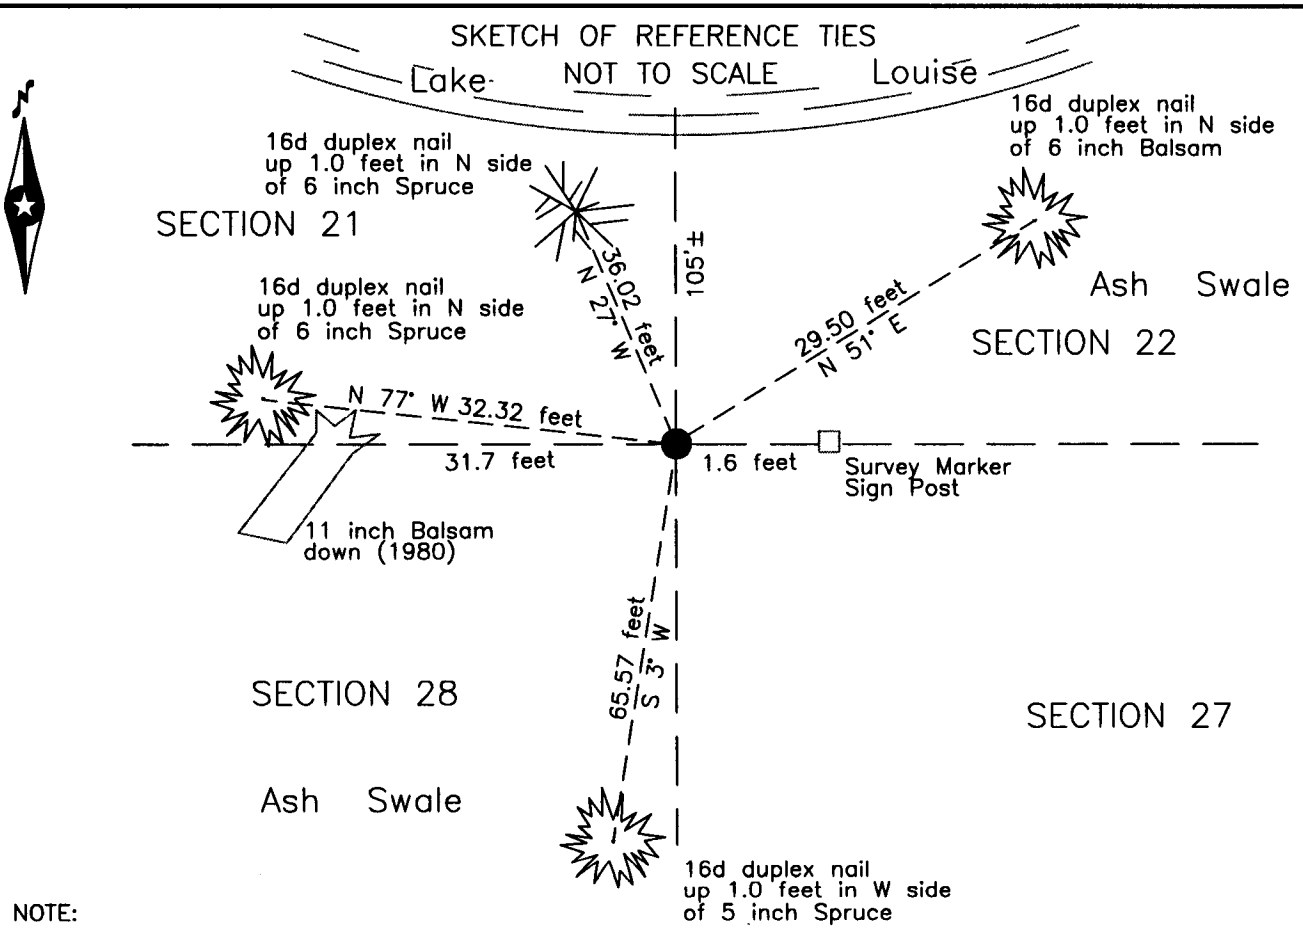 SKETCH OF REFERENCE TIES
NOT TO SCALE
Lake Louise
N
16d duplex nail
up 1.0 feet in N side
of 6 inch Spruce
16d duplex nail
up 1.0 feet in N side
of 6 inch Balsam
SECTION 21
36.02 feet
N 27° W
105'±
16d duplex nail
up 1.0 feet in N side
of 6 inch Spruce
29.50 feet
N 51° E
Ash Swale
SECTION 22
N 77° W 32.32 feet
31.7 feet
1.6 feet
Survey Marker
Sign Post
11 inch Balsam
down (1980)
65.57 feet
S 3° W
SECTION 28
SECTION 27
Ash Swale
16d duplex nail
up 1.0 feet in W side
of 5 inch Spruce
NOTE: